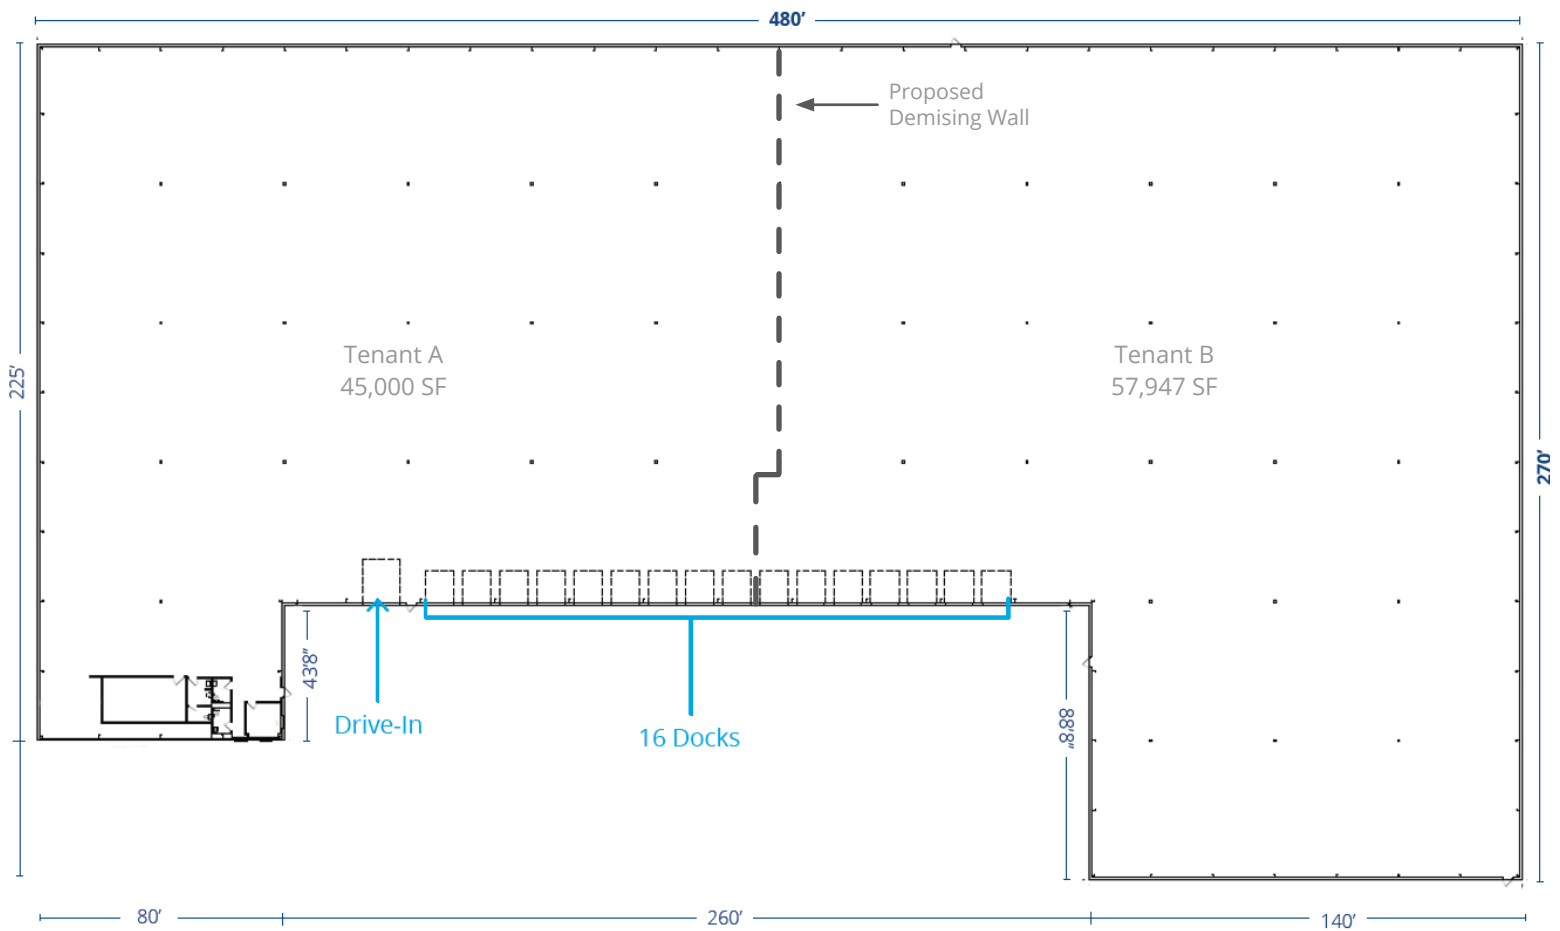 480’
Proposed
Demising Wall
Tenant A
45,000 SF
Tenant B
57,947 SF
225’
270’
43'8"
88'8"
Drive-In
16 Docks
80’
260’
140’